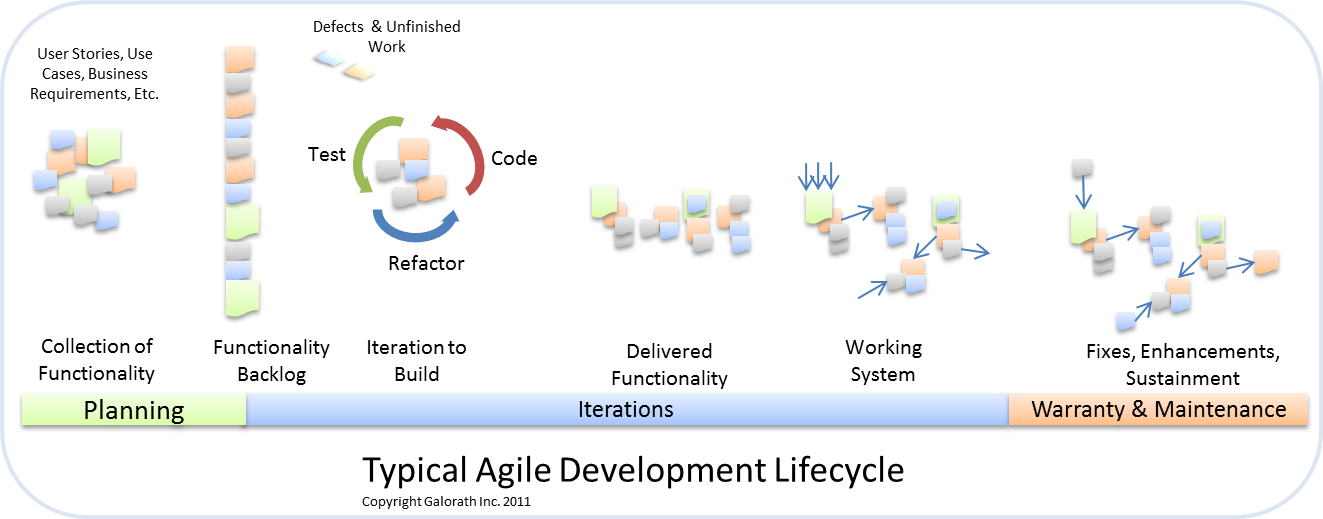 Defects & Unfinished
Work
User Stories, Use
Cases, Business
Requirements, Etc.
Test
Code
Refactor
Collection of
Functionality
Functionality
Backlog
Iteration to
Build
Delivered
Functionality
Working
System
Fixes, Enhancements,
Sustainment
Planning
Iterations
Warranty & Maintenance
Typical Agile Development Lifecycle
Copyright Galorath Inc. 2011